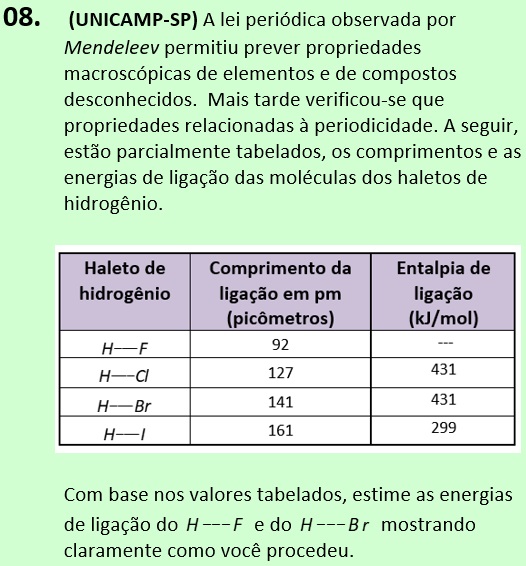 08. (UNICAMP-SP) A lei periódica observada por
Mendeleev permitiu prever propriedades
macroscópicas de elementos e de compostos
desconhecidos. Mais tarde verificou-se que
propriedades relacionadas à periodicidade. A seguir,
estão parcialmente tabelados, os comprimentos e as
energias de ligação das moléculas dos haletos de
hidrogênio.
Haleto de hidrogênio | Comprimento da ligação em pm (picômetros) | Entalpia de ligação (kJ/mol)
H---F 92 ---
H---Cl 127 431
H---Br 141 431
H---I 161 299
Com base nos valores tabelados, estime as energias
de ligação do H---F e do H---Br mostrando
claramente como você procedeu.